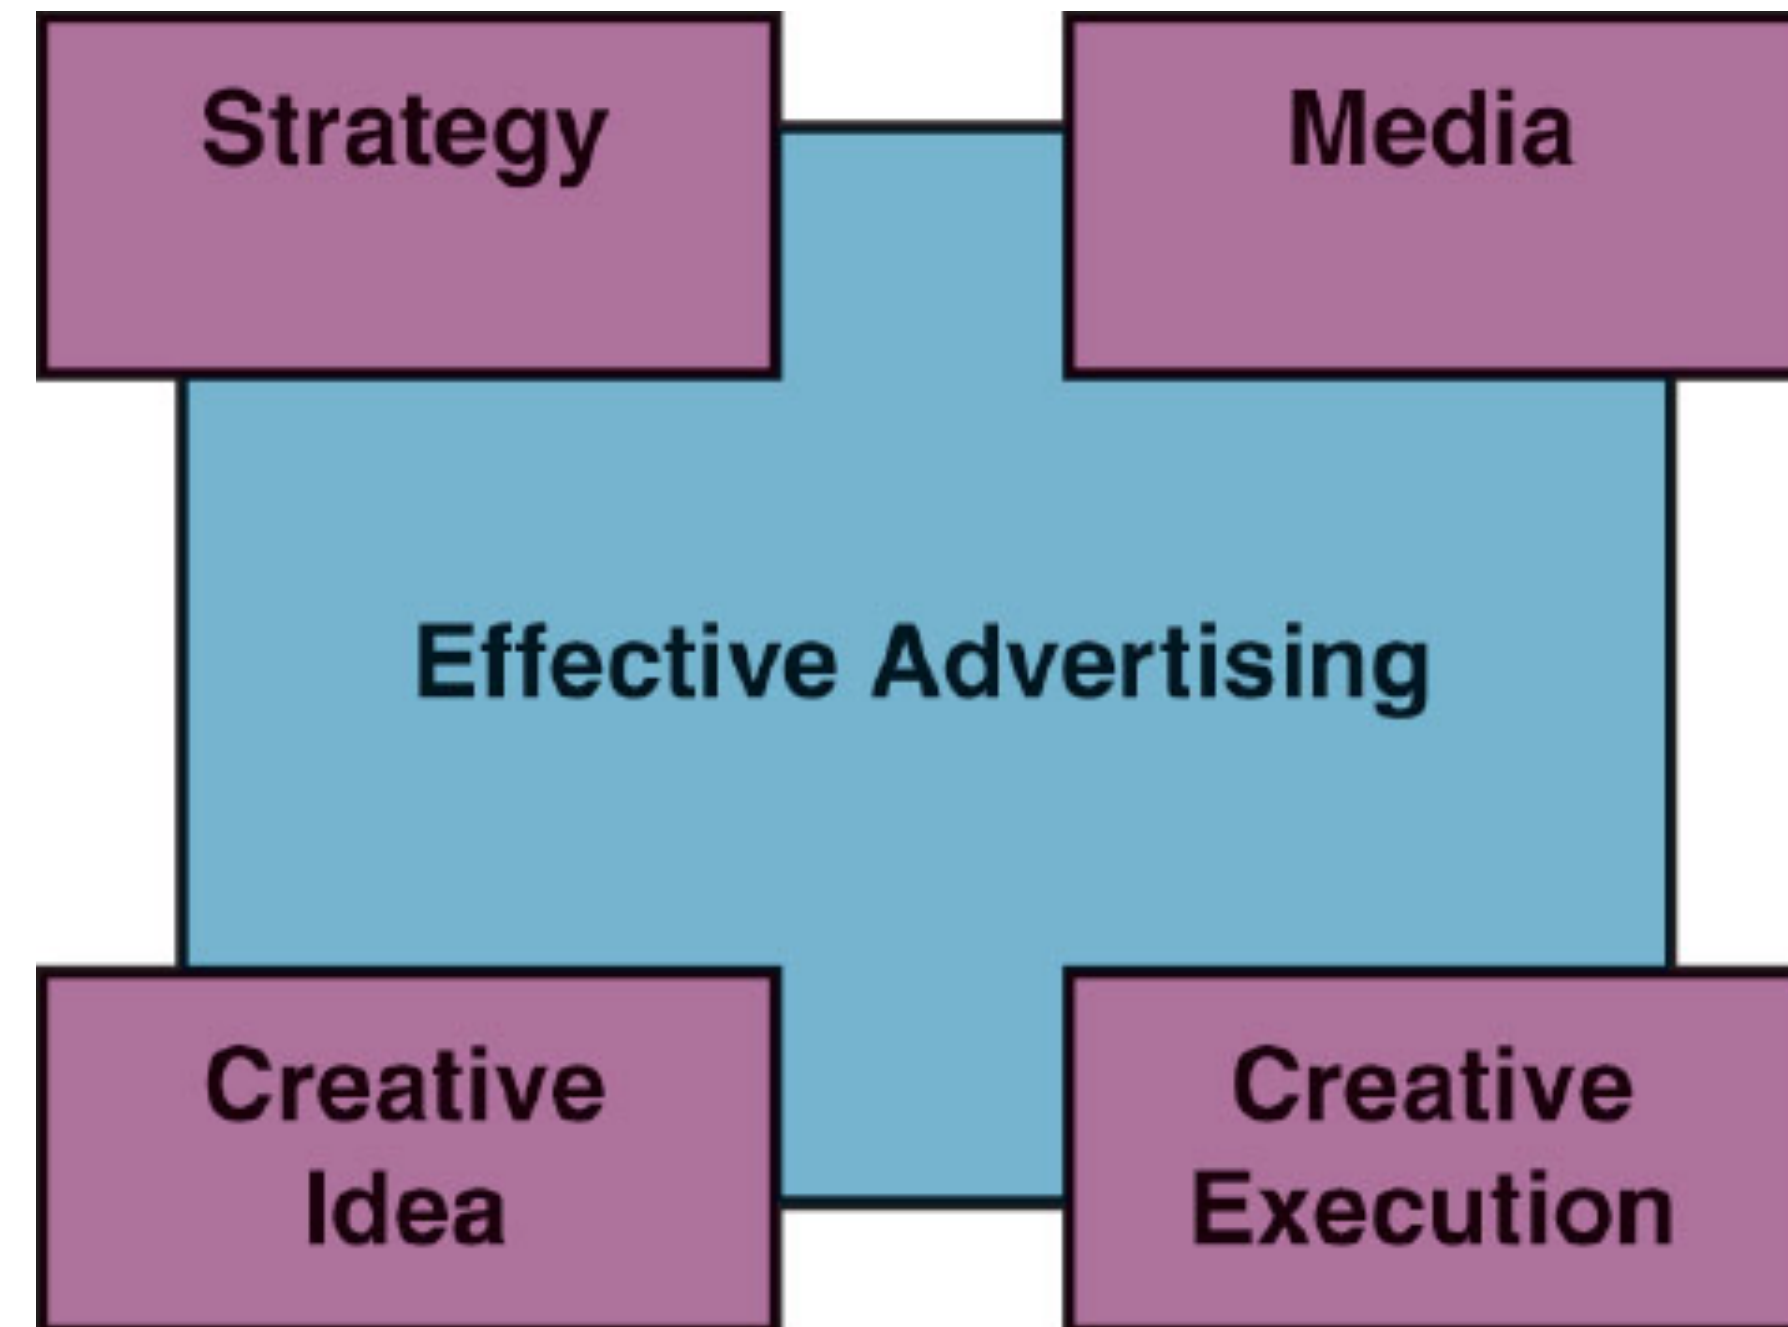 Strategy
Media
Effective Advertising
Creative
Idea
Creative
Execution